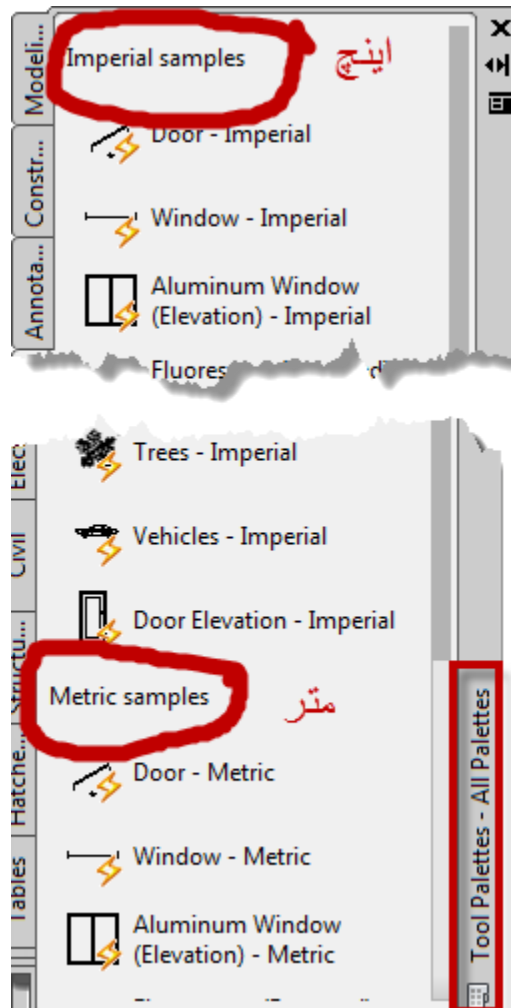 Modeli...
Constr...
Annota...
Imperial samples
اینچ
Door - Imperial
Window - Imperial
Aluminum Window
(Elevation) - Imperial
Fluores
Elec
Civil
Structu...
Hatche...
Tables
Trees - Imperial
Vehicles - Imperial
Door Elevation - Imperial
Metric samples
متر
Door - Metric
Window - Metric
Aluminum Window
(Elevation) - Metric
Tool Palettes - All Palettes